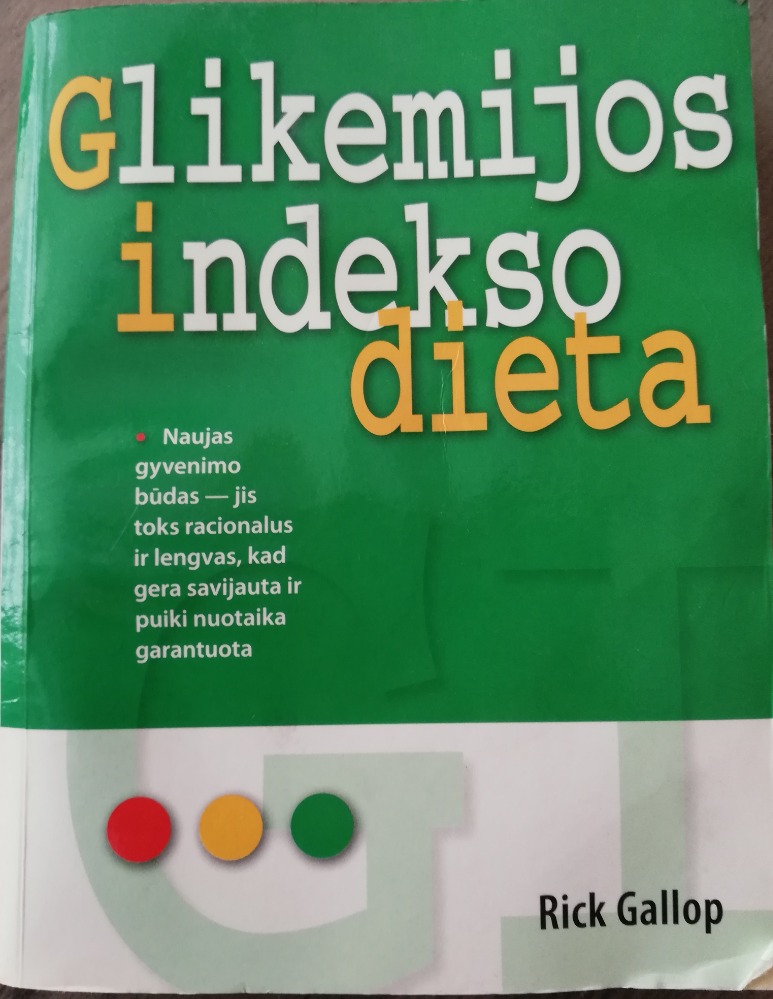 Glikemijos
indekso
dieta
• Naujas
gyvenimo
būdas — jis
toks racionalus
ir lengvas, kad
gera savijauta ir
puiki nuotaika
garantuota
GI
Rick Gallop